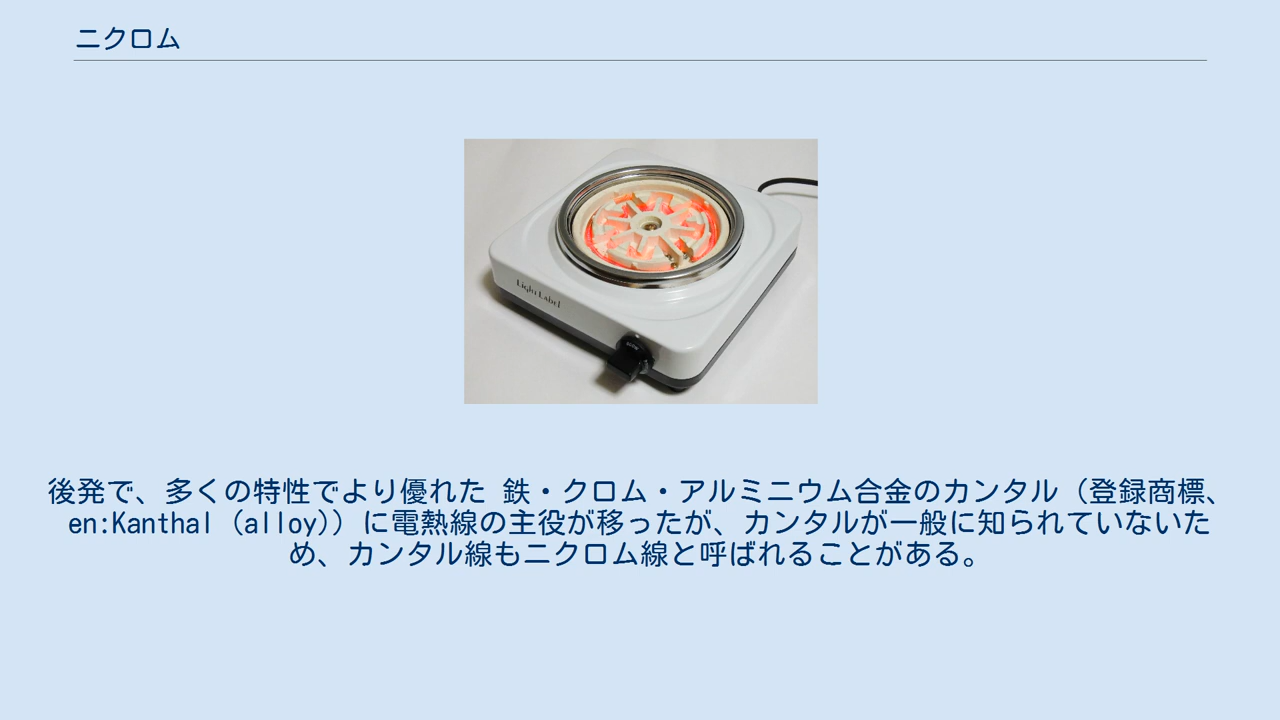 ニクロム
Light Label
後発で、多くの特性でより優れた 鉄・クロム・アルミニウム合金のカンタル（登録商標、
en:Kanthal (alloy)）に電熱線の主役が移ったが、カンタルが一般に知られていないた
め、カンタル線もニクロム線と呼ばれることがある。